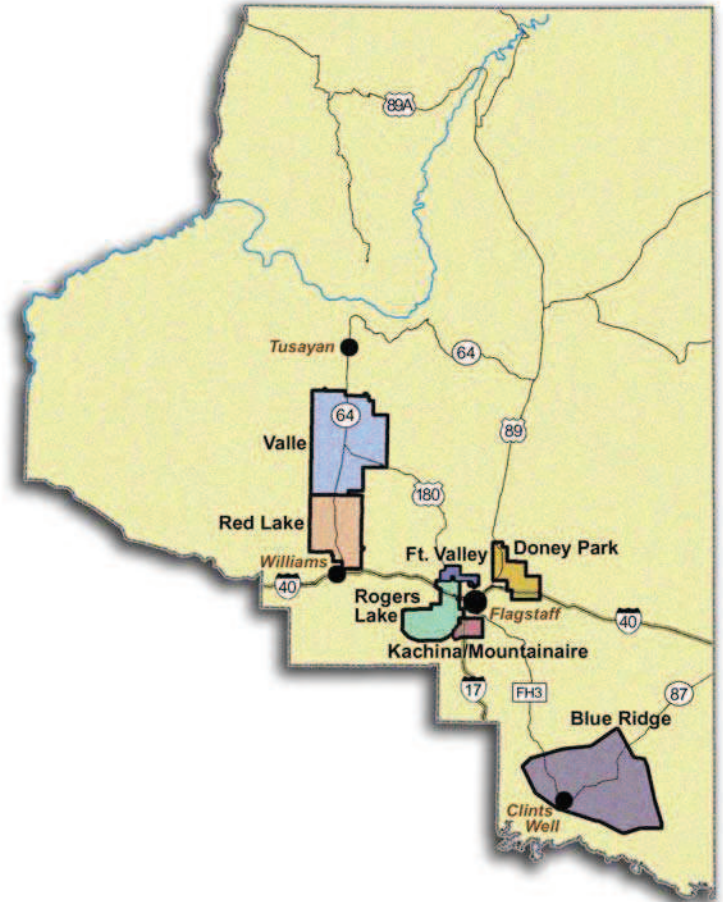 89A
Tusayan
64
64
Valle
89
180
Red Lake
Ft. Valley
Doney Park
Williams
40
Rogers
Lake
Flagstaff
40
Kachina/Mountainaire
17
FH3
87
Blue Ridge
Clints
Well